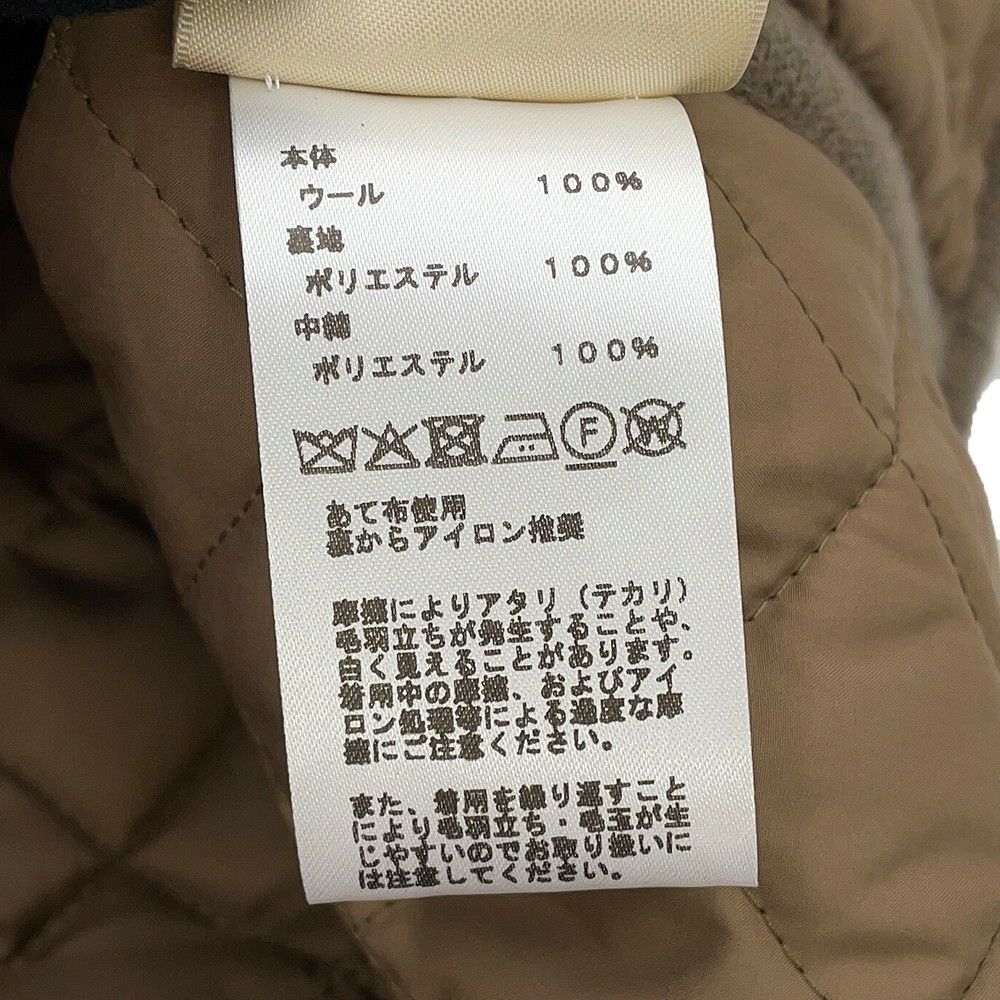 本体
ウール 100%
裏地
ポリエステル 100%
中綿
ポリエステル 100%
F W
あて布使用
裏からアイロン推奨
摩擦によりアタリ（テカリ）
毛羽立ちが発生することや、
白く見えることがあります。
着用中の摩擦、およびアイ
ロン処理等による過度な摩
擦にご注意ください。
また、着用を繰り返すこと
により毛羽立ち・毛玉が生
じやすいのでお取り扱いに
は注意してください。